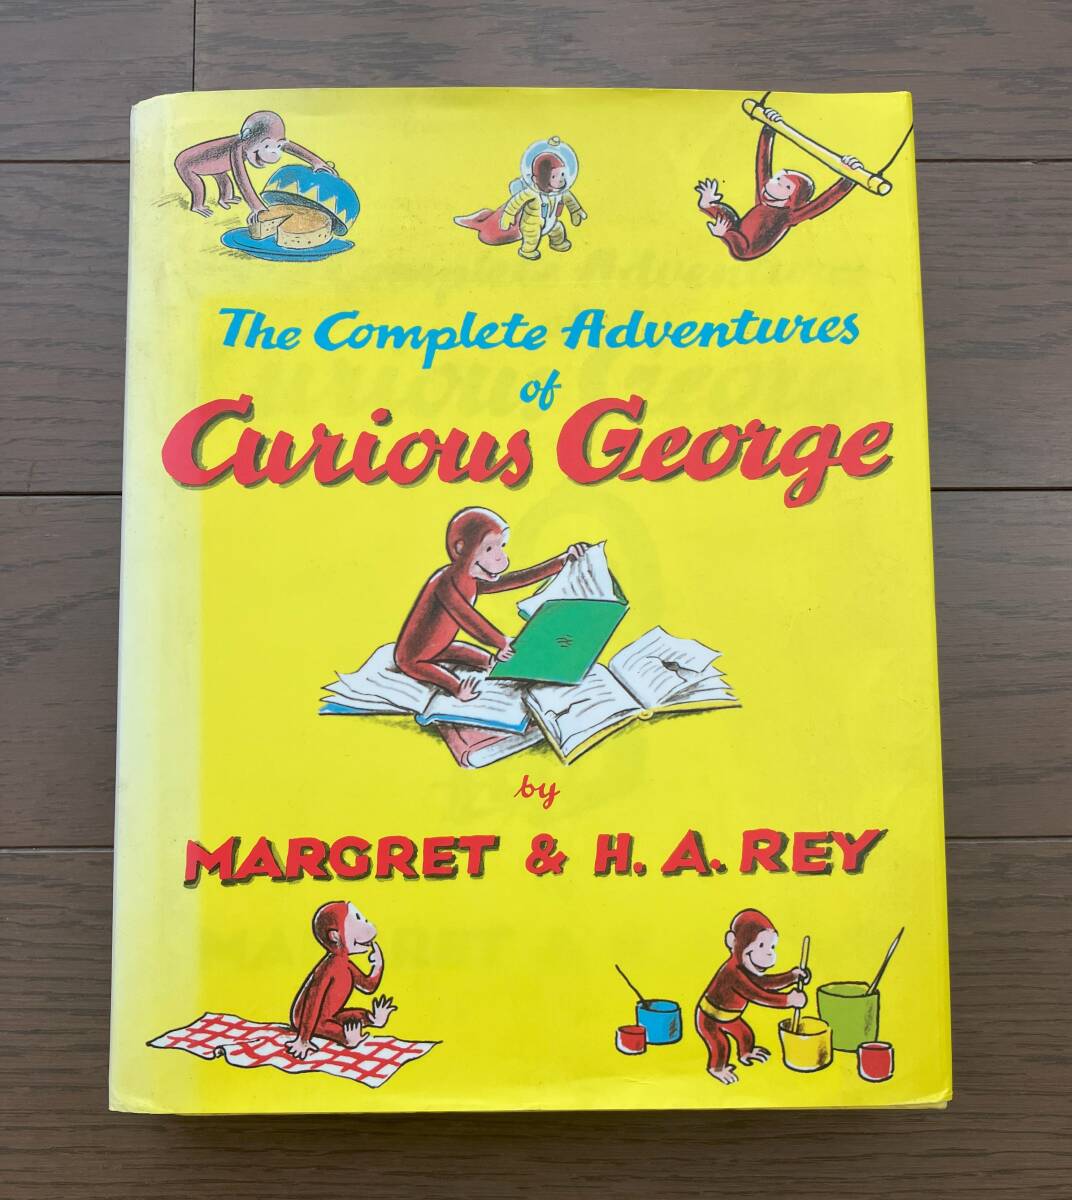 The Complete Adventures
of
Curious George
by
MARGRET & H. A. REY